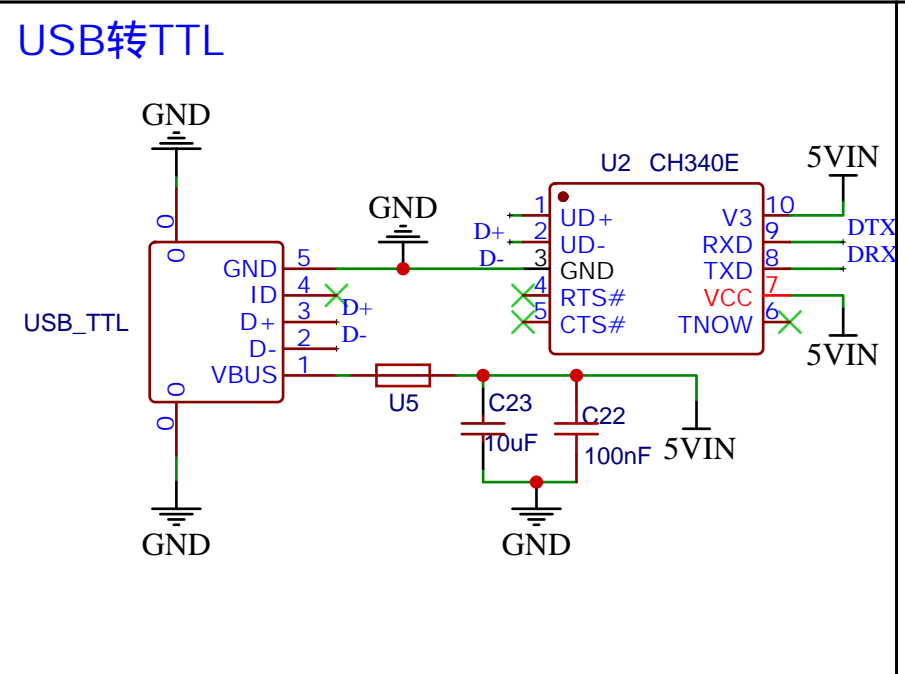 USB转TTL
GND
0
0
USB_TTL
GND 5
ID 4
D+ 3
D- 2
VBUS 1
D+
D-
0
0
GND
GND
U5
C23
10uF
C22
100nF
5VIN
GND
U2 CH340E
D+
D-
1 UD+
2 UD-
3 GND
4 RTS#
5 CTS#
V3 10
RXD 9
TXD 8
VCC 7
TNOW 6
5VIN
DTX
DRX
5VIN